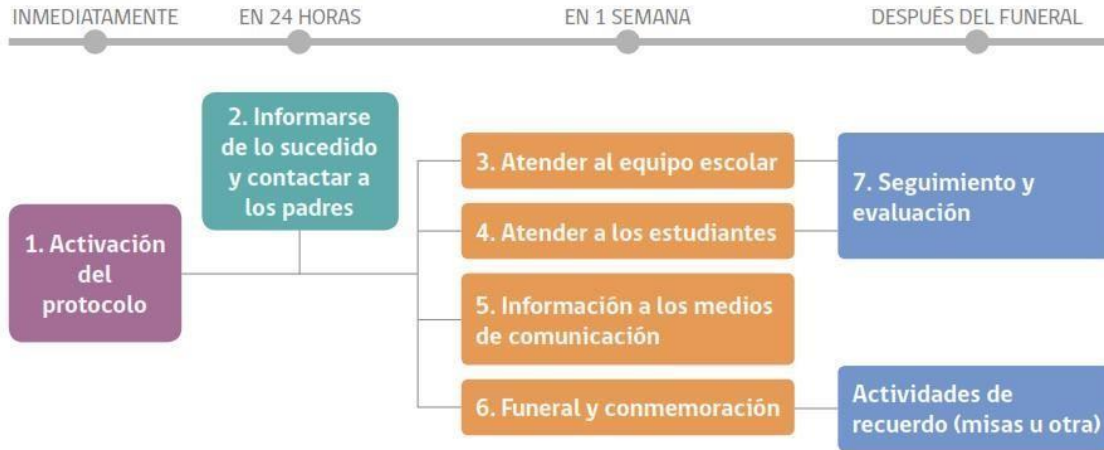 INMEDIATAMENTE
EN 24 HORAS
EN 1 SEMANA
DESPUÉS DEL FUNERAL
1. Activación
del
protocolo
2. Informarse
de lo sucedido
y contactar a
los padres
3. Atender al equipo escolar
4. Atender a los estudiantes
5. Información a los medios
de comunicación
6. Funeral y conmemoración
7. Seguimiento y
evaluación
Actividades de
recuerdo (misas u otra)